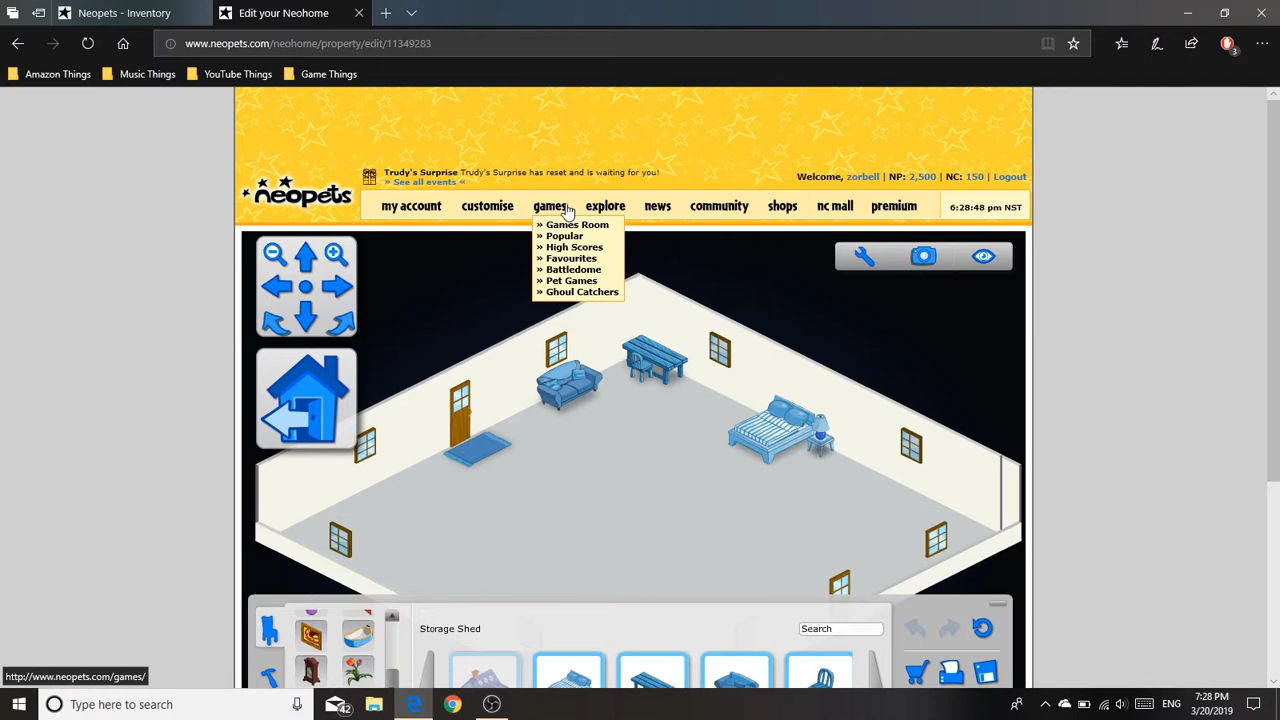 Neopets - Inventory
Edit your Neohome
www.neopets.com/neohome/property/edit/11349283
Amazon Things
Music Things
YouTube Things
Game Things
3
Trudy's Surprise Trudy's Surprise has reset and is waiting for you!
» See all events «
Welcome, zorbell | NP: 2,500 | NC: 150 | Logout
neopets
my account
customise
games
explore
news
community
shops
nc mall
premium
6:28:48 pm NST
» Games Room
» Popular
» High Scores
» Favourites
» Battledome
» Pet Games
» Ghoul Catchers
Storage Shed
Search
http://www.neopets.com/games/
Type here to search
42
ENG
7:28 PM
3/20/2019